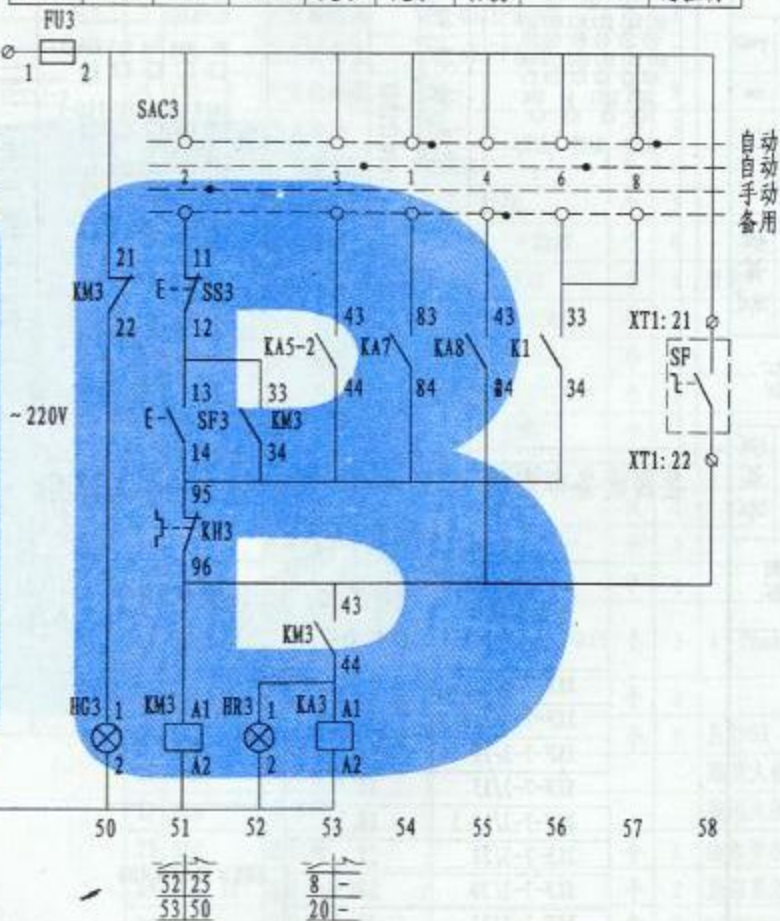 FU3
1 2
SAC3
自动
自动
2 3 1 4 6 8
手动
备用
21 11
KM3 E SS3
22 12
43 83 43 33
XT1:21
KA5-2 KA7 KA8 K1
SF
44 84 34
13 33
~220V
E SF3 KM3
14 34
XT1:22
95
KH3
96
43
KM3
44
HG3 1 KM3 A1 HR3 1 KA3 A1
2 A2 2 A2
50 51 52 53 54 55 56 57 58
52 25 8 -
53 50 20 -
B